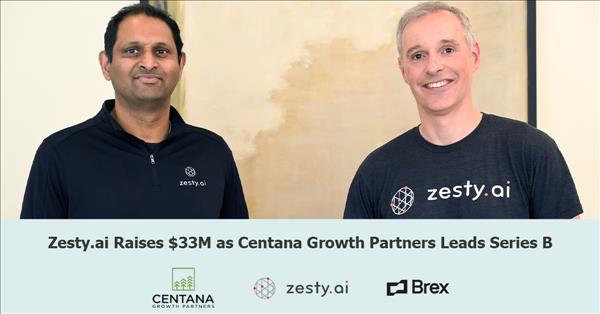 zesty.ai
zesty.ai
Zesty.ai Raises $33M as Centana Growth Partners Leads Series B
CENTANA
GROWTH PARTNERS
zesty.ai
Brex